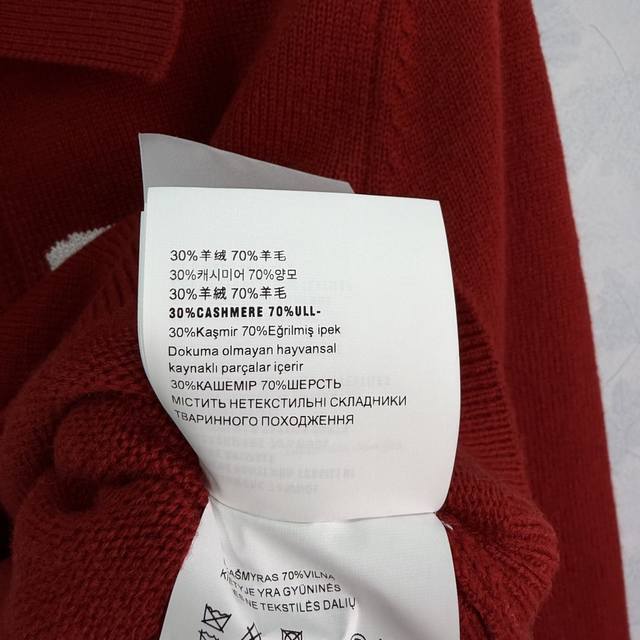 30%羊绒 70%羊毛
30%캐시미어 70%양모
30%羊絨 70%羊毛
30%CASHMERE 70%ULL-
30%Kaşmir 70%Eğrilmiş ipek
Dokuma olmayan hayvansal
kaynaklı parçalar içerir
30%КАШЕМІР 70%ШЕРСТЬ
МІСТИТЬ НЕТЕКСТИЛЬНІ СКЛАДНИКИ
ТВАРИННОГО ПОХОДЖЕННЯ
70%VILNA
YRA GYŪNINĖS
NE TEKSTILĖS DALIŲ